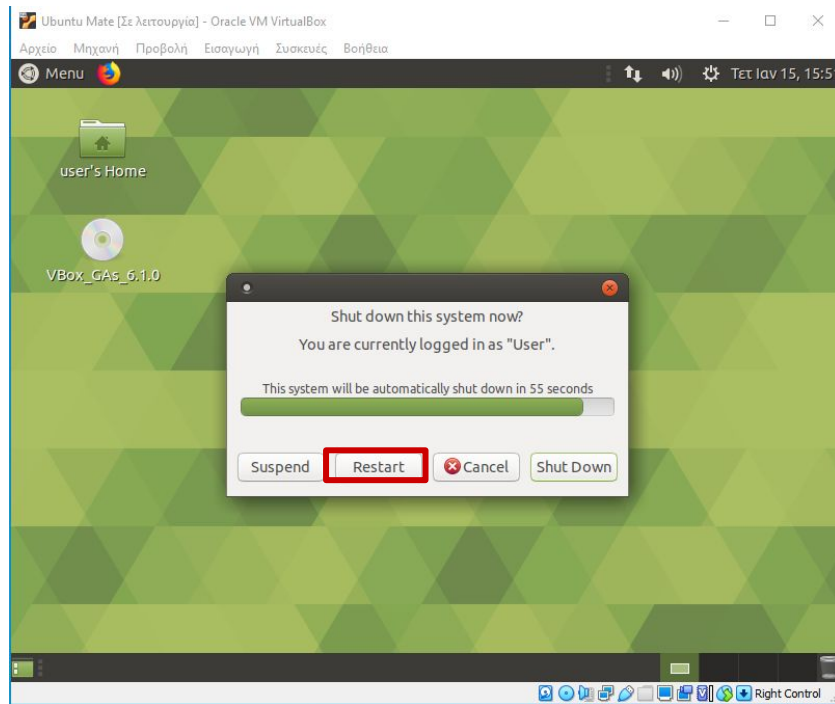 Ubuntu Mate [Σε λειτουργία] - Oracle VM VirtualBox
Αρχείο Μηχανή Προβολή Εισαγωγή Συσκευές Βοήθεια
Menu Τετ Ιαν 15, 15:51
user's Home
VBox_GAs_6.1.0
Shut down this system now?
You are currently logged in as "User".
This system will be automatically shut down in 55 seconds
Suspend Restart Cancel Shut Down
Right Control